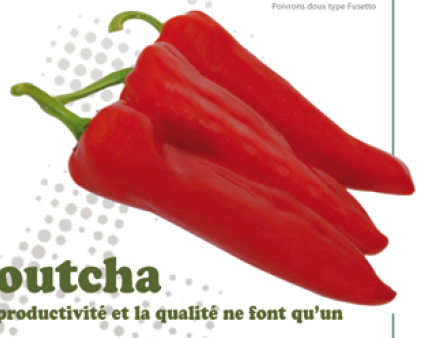 Poivrons doux type Fusetto
outcha
productivité et la qualité ne font qu'un